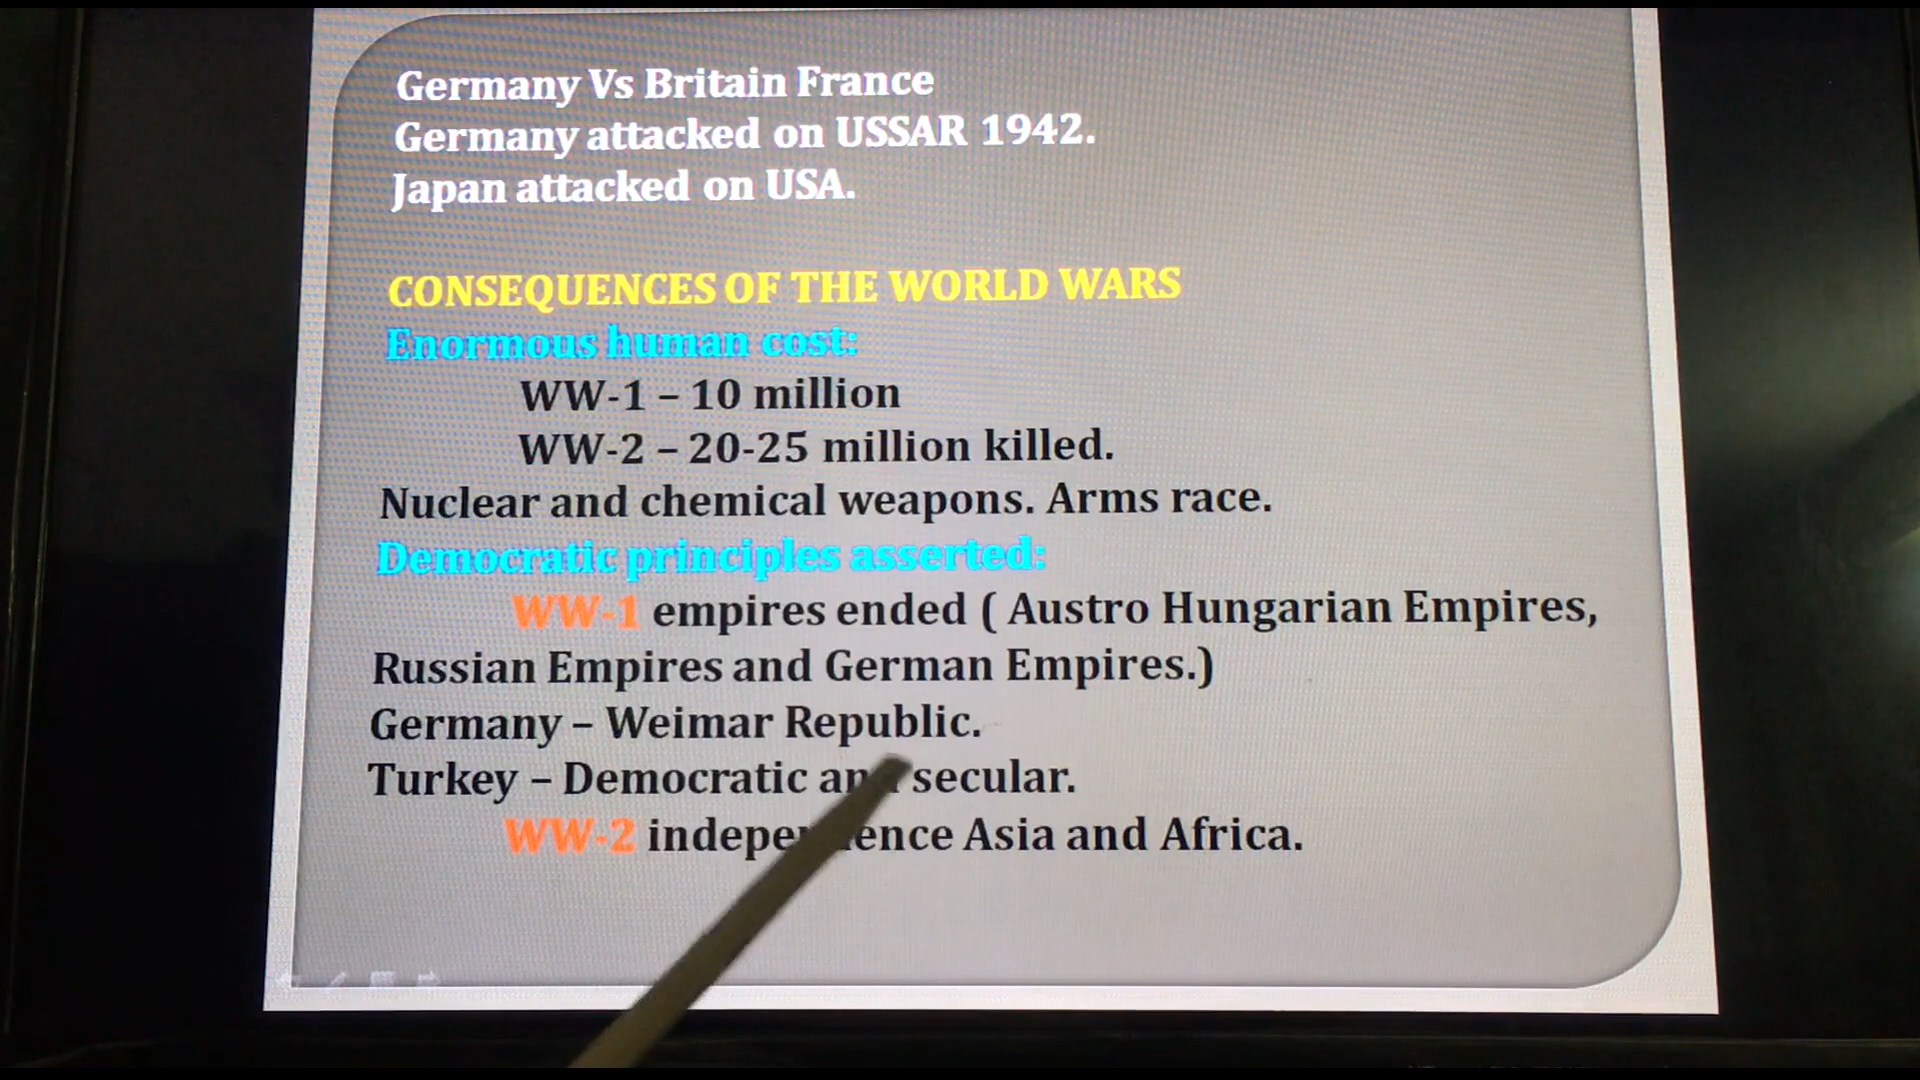 Germany Vs Britain France
Germany attacked on USSAR 1942.
Japan attacked on USA.
CONSEQUENCES OF THE WORLD WARS
Enormous human cost:
WW-1 – 10 million
WW-2 – 20-25 million killed.
Nuclear and chemical weapons. Arms race.
Democratic principles asserted:
WW-1 empires ended ( Austro Hungarian Empires,
Russian Empires and German Empires.)
Germany – Weimar Republic.
Turkey – Democratic and secular.
WW-2 independence Asia and Africa.